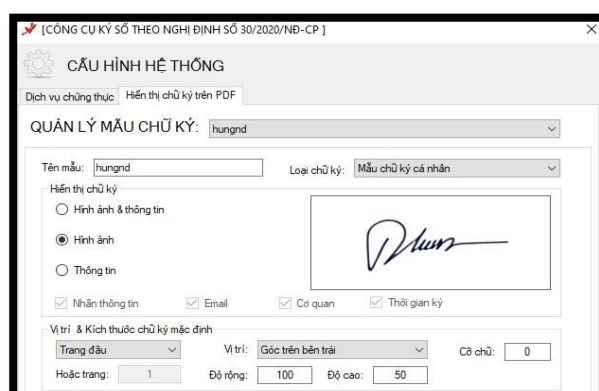 [CÔNG CỤ KÝ SỐ THEO NGHỊ ĐỊNH SỐ 30/2020/NĐ-CP ]
CẤU HÌNH HỆ THỐNG
Dịch vụ chứng thực Hiển thị chữ ký trên PDF
QUẢN LÝ MẪU CHỮ KÝ: hungnd
Tên mẫu: hungnd Loại chữ ký: Mẫu chữ ký cá nhân
Hiển thị chữ ký
Hình ảnh & thông tin
Hình ảnh
Thông tin
Nhãn thông tin Email Cơ quan Thời gian ký
Vị trí & Kích thước chữ ký mặc định
Trang đầu Vị trí: Góc trên bên trái Cỡ chữ: 0
Hoặc trang: 1 Độ rộng: 100 Độ cao: 50